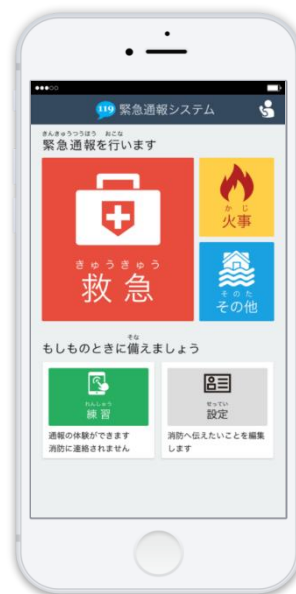 119 緊急通報システム
きんきゅうつうほう おこな
緊急通報を行います
きゅうきゅう
救急
かじ
火事
そのた
その他
そな
もしものときに備えましょう
れんしゅう
練習
通報の体験ができます
消防に連絡されません
せってい
設定
消防へ伝えたいことを編集
します